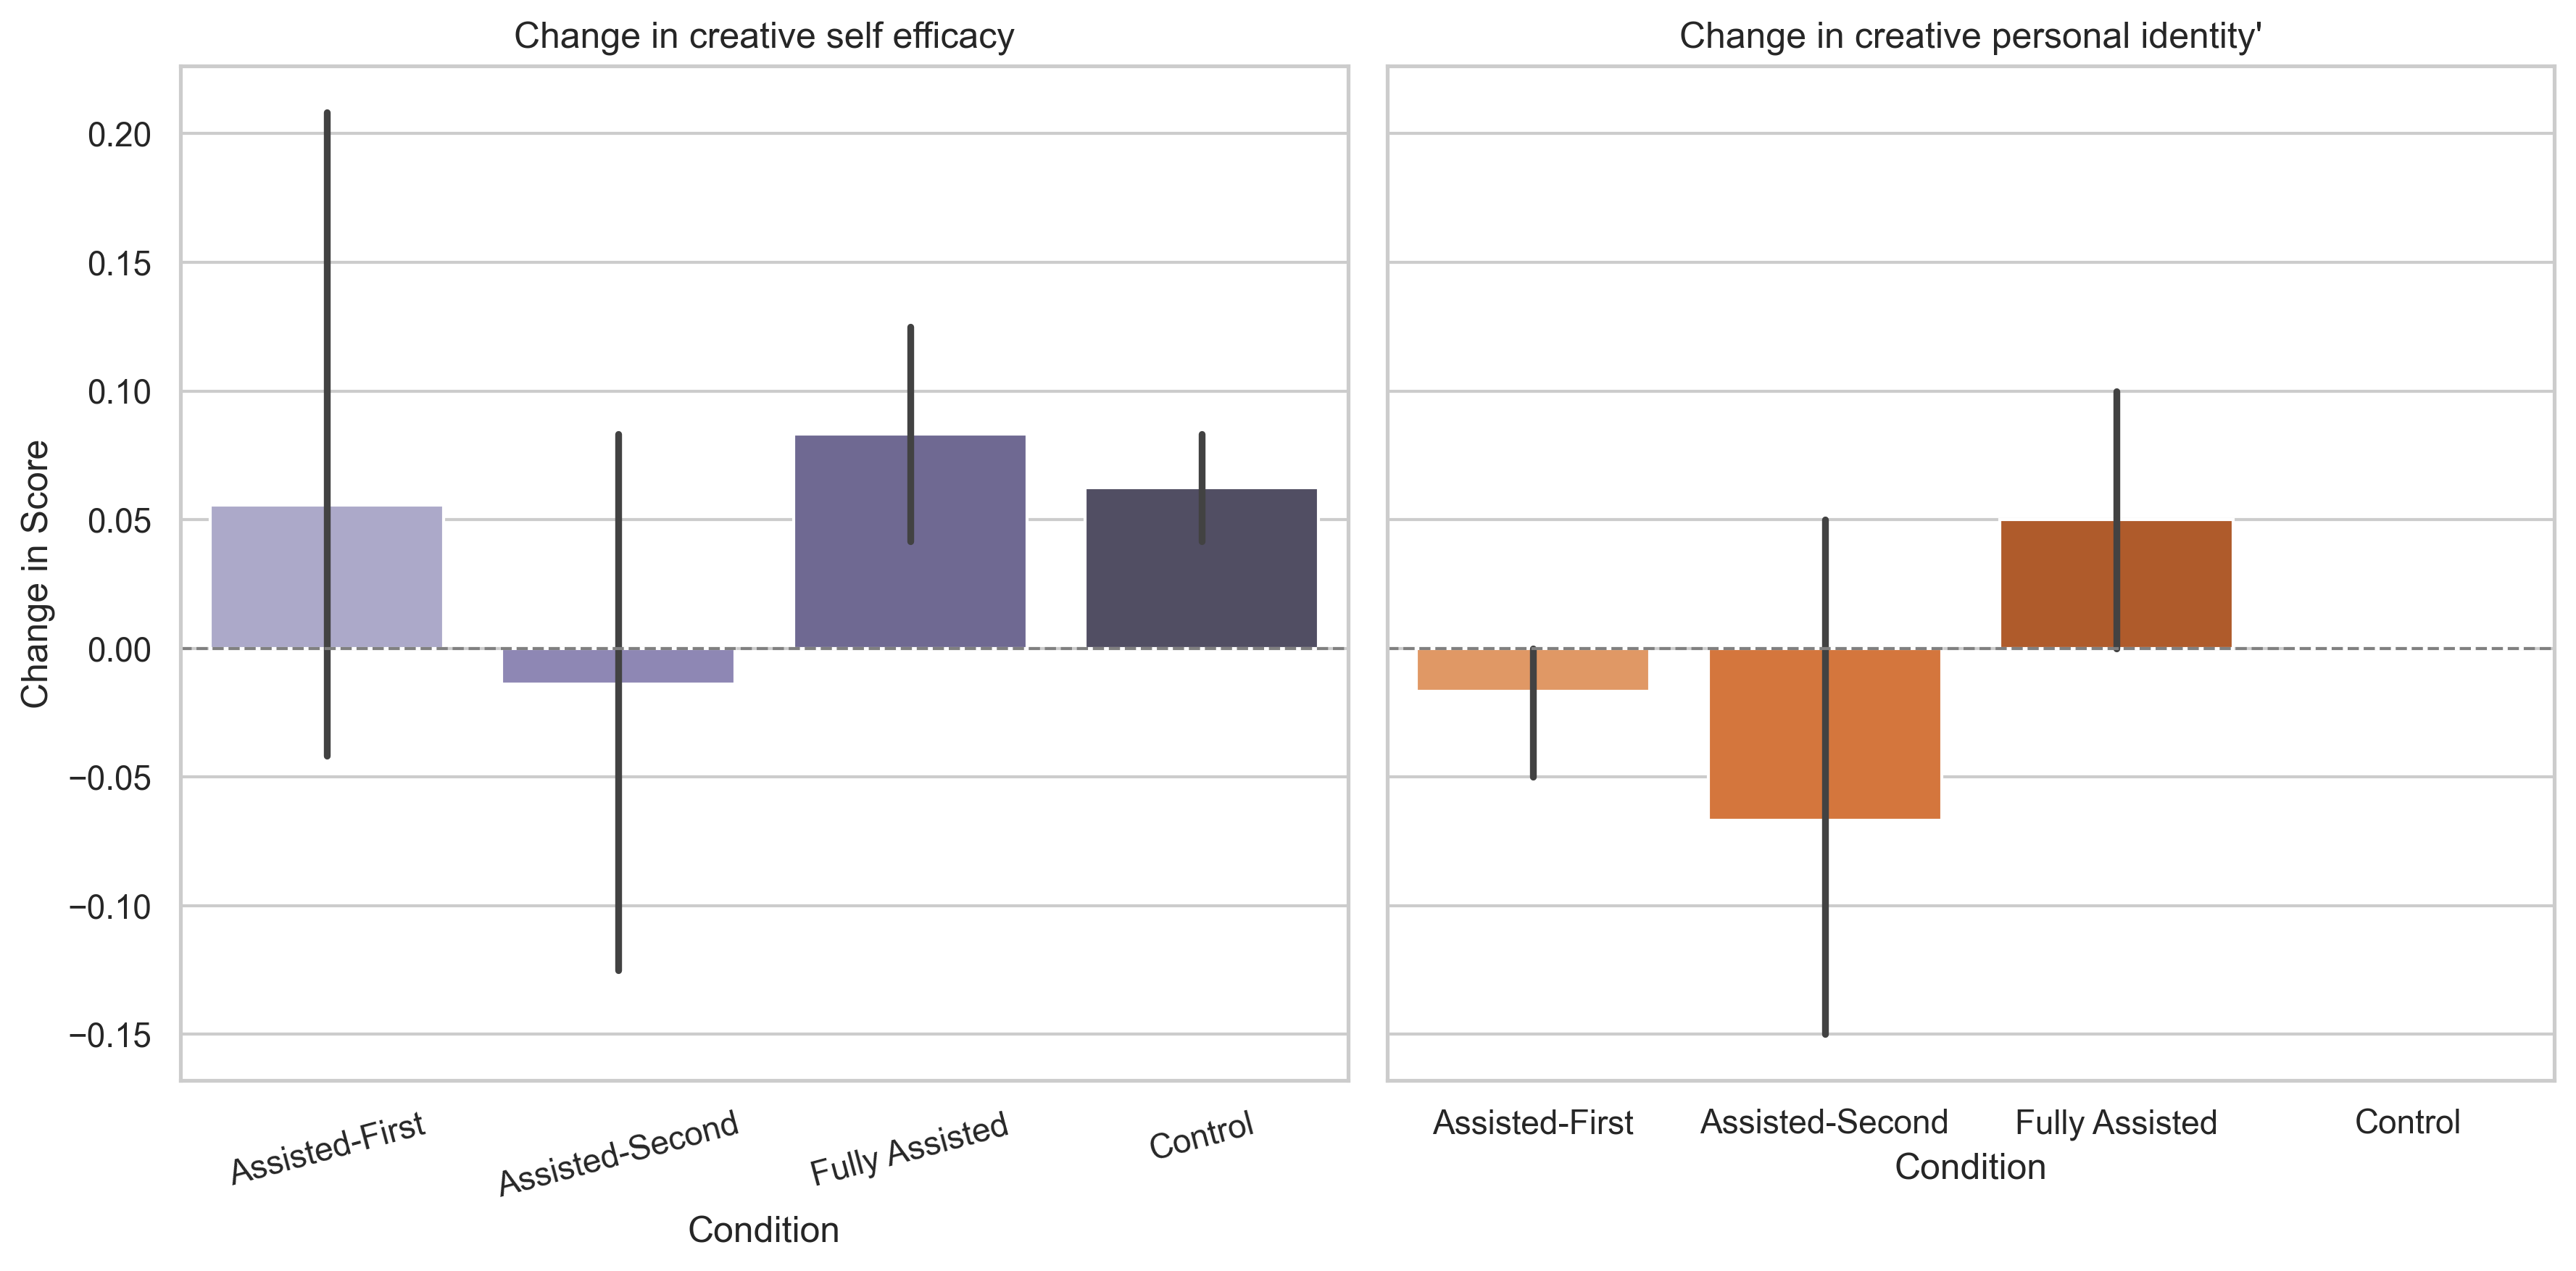 Change in creative self efficacy
Change in creative personal identity'
Change in Score
0.20
0.15
0.10
0.05
0.00
−0.05
−0.10
−0.15
Assisted-First
Assisted-Second
Fully Assisted
Control
Condition
Assisted-First
Assisted-Second
Fully Assisted
Control
Condition